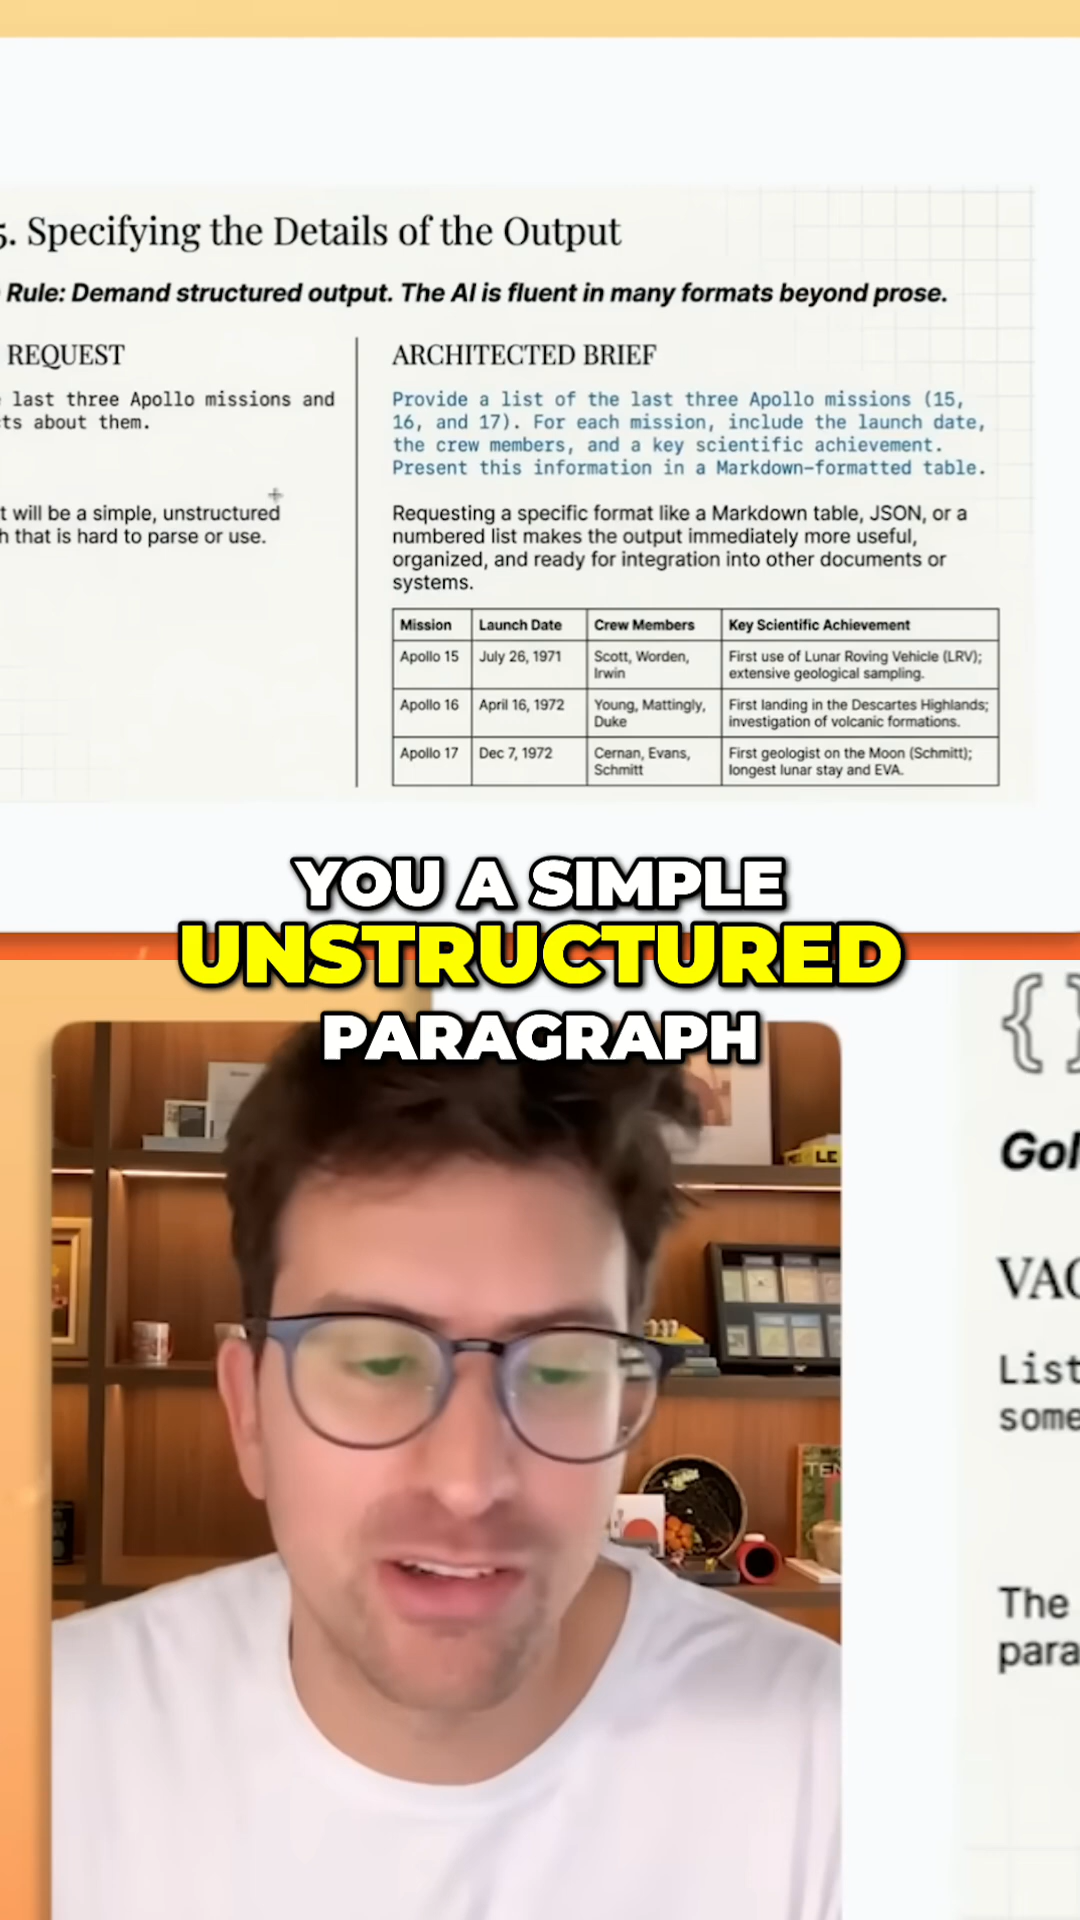 5. Specifying the Details of the Output
Rule: Demand structured output. The AI is fluent in many formats beyond prose.
REQUEST
last three Apollo missions and
ts about them.
t will be a simple, unstructured
h that is hard to parse or use.
ARCHITECTED BRIEF
Provide a list of the last three Apollo missions (15,
16, and 17). For each mission, include the launch date,
the crew members, and a key scientific achievement.
Present this information in a Markdown-formatted table.
Requesting a specific format like a Markdown table, JSON, or a
numbered list makes the output immediately more useful,
organized, and ready for integration into other documents or
systems.
Mission Launch Date Crew Members Key Scientific Achievement
Apollo 15 July 26, 1971 Scott, Worden, First use of Lunar Roving Vehicle (LRV);
Irwin extensive geological sampling.
Apollo 16 April 16, 1972 Young, Mattingly, First landing in the Descartes Highlands;
Duke investigation of volcanic formations.
Apollo 17 Dec 7, 1972 Cernan, Evans, First geologist on the Moon (Schmitt);
Schmitt longest lunar stay and EVA.
YOU A SIMPLE
UNSTRUCTURED
PARAGRAPH
{ }
Gol
VAG
List
some
The
para
LE
TEN